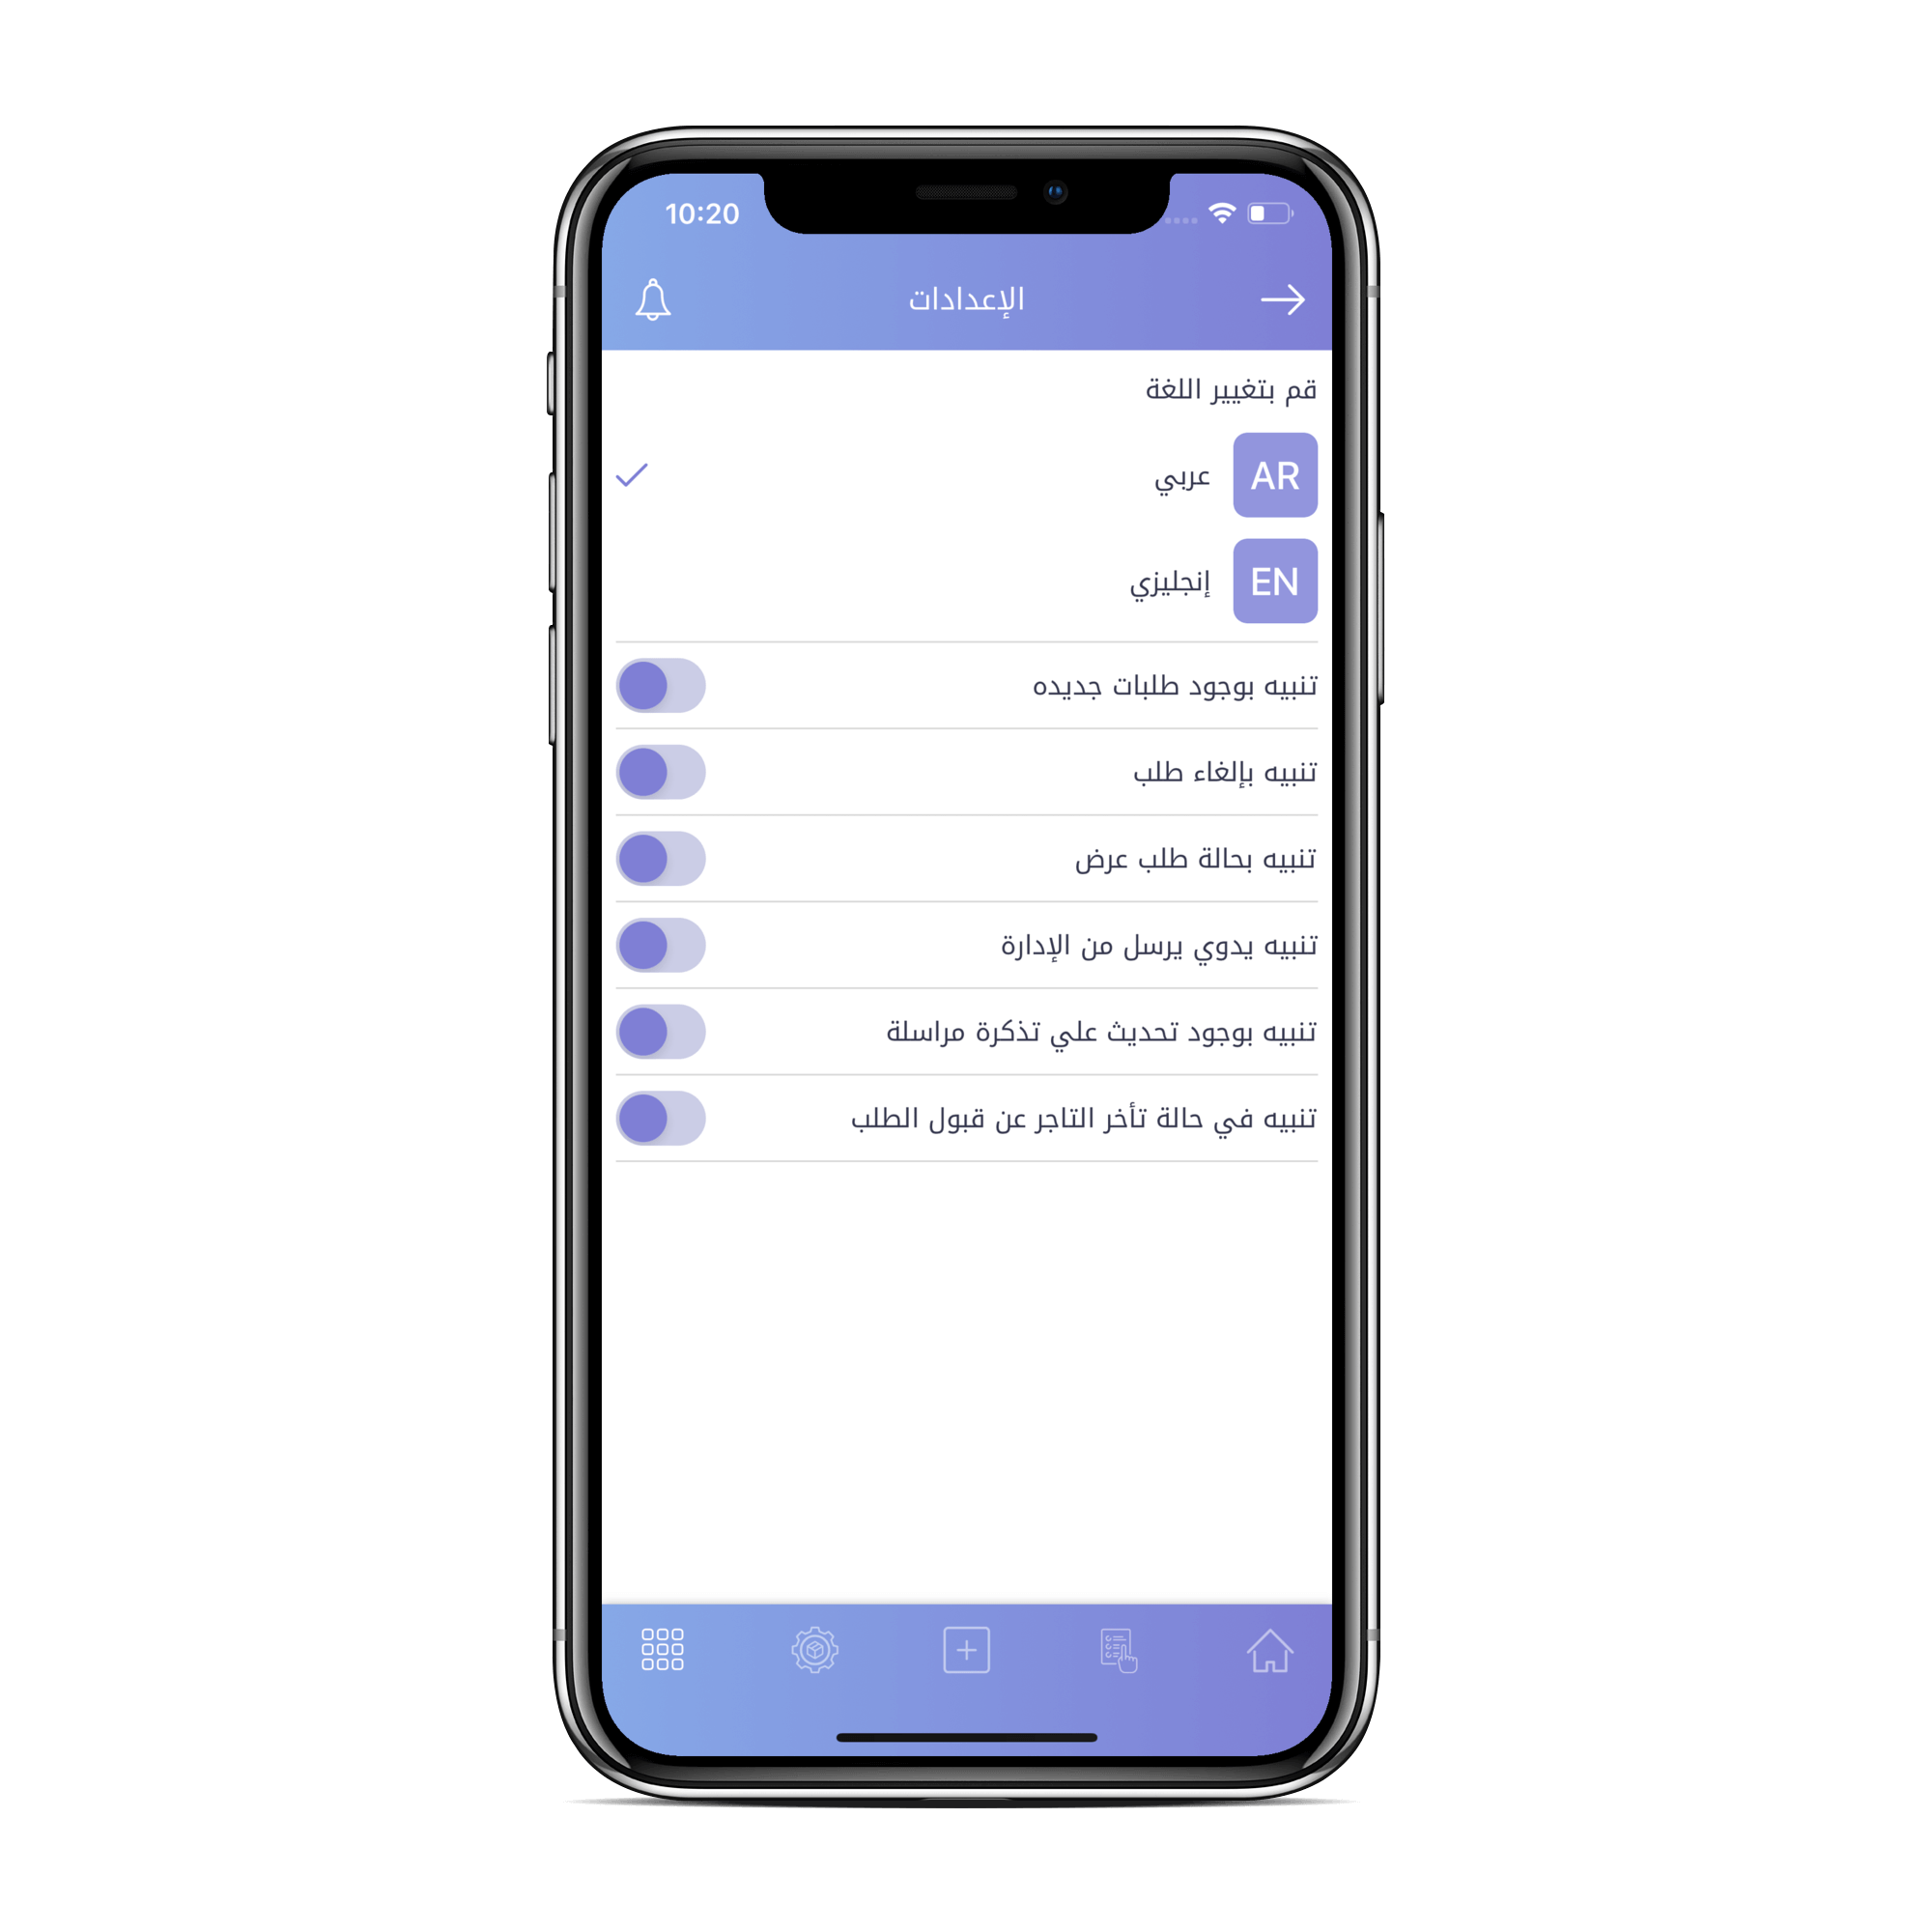 10:20
الإعدادات
قم بتغيير اللغة
AR عربي
EN إنجليزي
تنبيه بوجود طلبات جديده
تنبيه بإلغاء طلب
تنبيه بحالة طلب عرض
تنبيه يدوي يرسل من الإدارة
تنبيه بوجود تحديث علي تذكرة مراسلة
تنبيه في حالة تأخر التاجر عن قبول الطلب